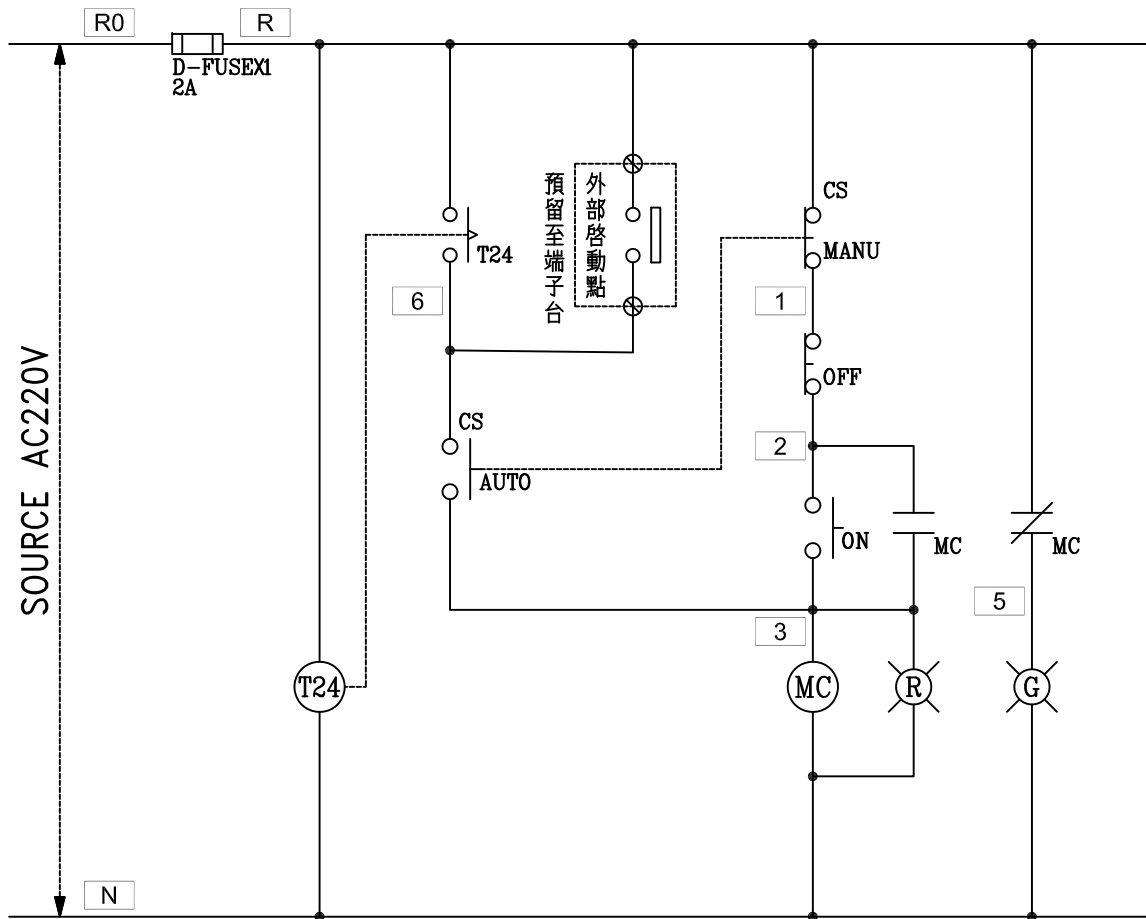 R0
R
D-FUSEX1
2A
預留至端子台
外部啓動點
CS
MANU
T24
6
1
SOURCE AC220V
OFF
CS
2
AUTO
ON
MC
MC
5
3
T24
MC
R
G
N